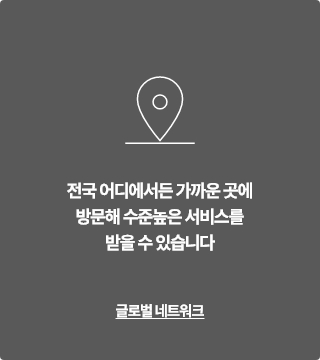 전국 어디에서든 가까운 곳에
방문해 수준높은 서비스를
받을 수 있습니다
글로벌 네트워크